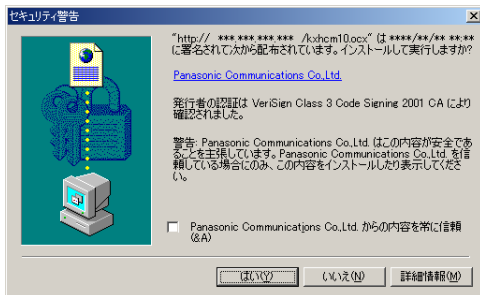 セキュリティ警告
"http:// *** *** *** *** /kxhcm10.ocx" は ****/**/** **:**
に署名されて次から配布されています。インストールして実行しますか?
Panasonic Communications Co.,Ltd.
発行者の認証は VeriSign Class 3 Code Signing 2001 CA により
確認されました。
警告: Panasonic Communications Co.,Ltd. はこの内容が安全であ
ることを主張しています。Panasonic Communications Co.,Ltd. を信
頼している場合にのみ、この内容をインストールしたり表示してくださ
い。
Panasonic Communications Co.,Ltd. からの内容を常に信頼
(&A)
はい(Y)
いいえ(N)
詳細情報(M)